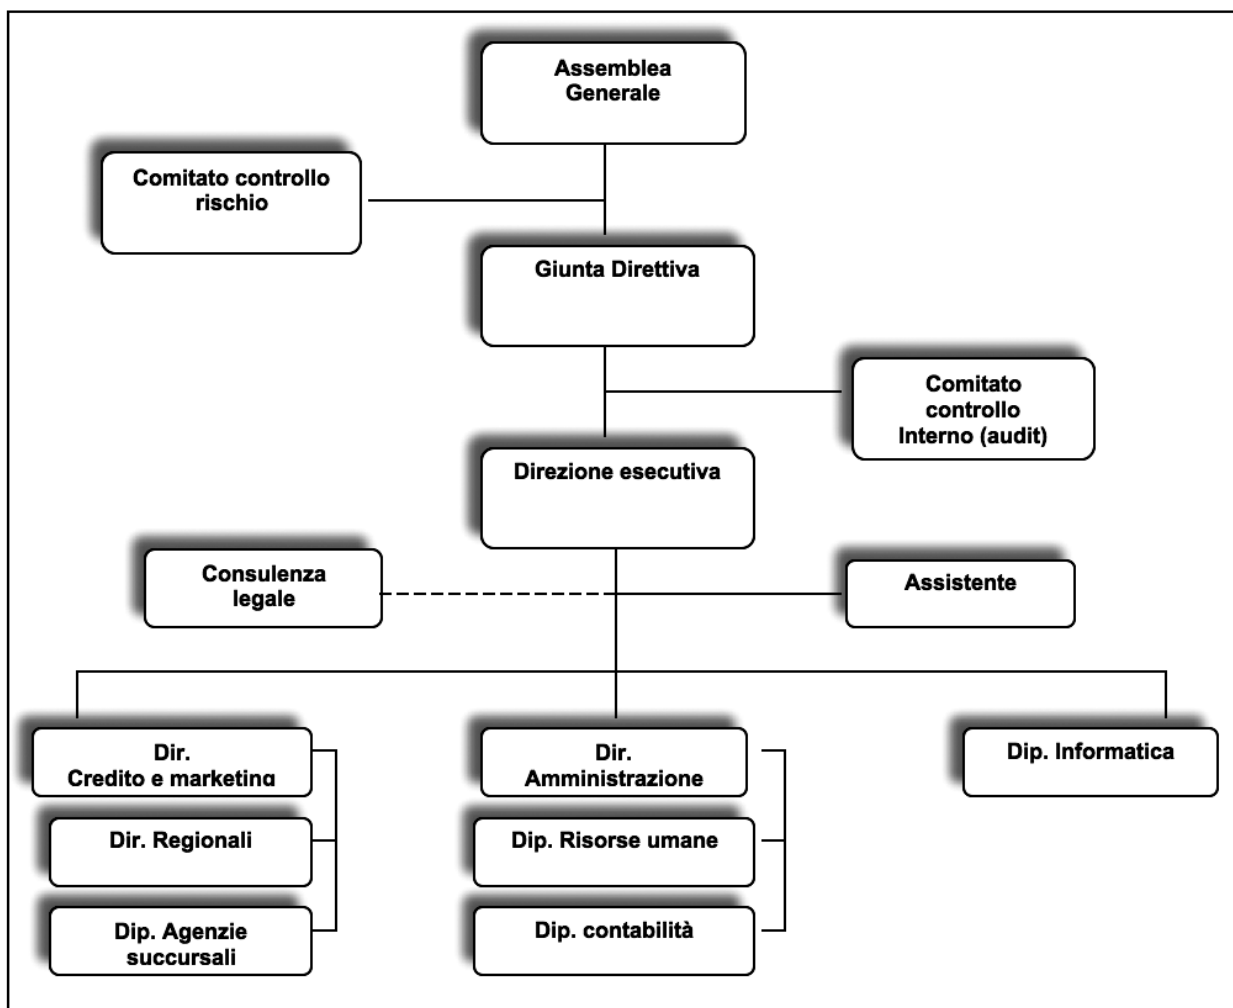 Assemblea
Generale
Comitato controllo
rischio
Giunta Direttiva
Comitato
controllo
Interno (audit)
Direzione esecutiva
Consulenza
legale
Assistente
Dir.
Credito e marketing
Dir.
Amministrazione
Dip. Informatica
Dir. Regionali
Dip. Risorse umane
Dip. Agenzie
succursali
Dip. contabilità